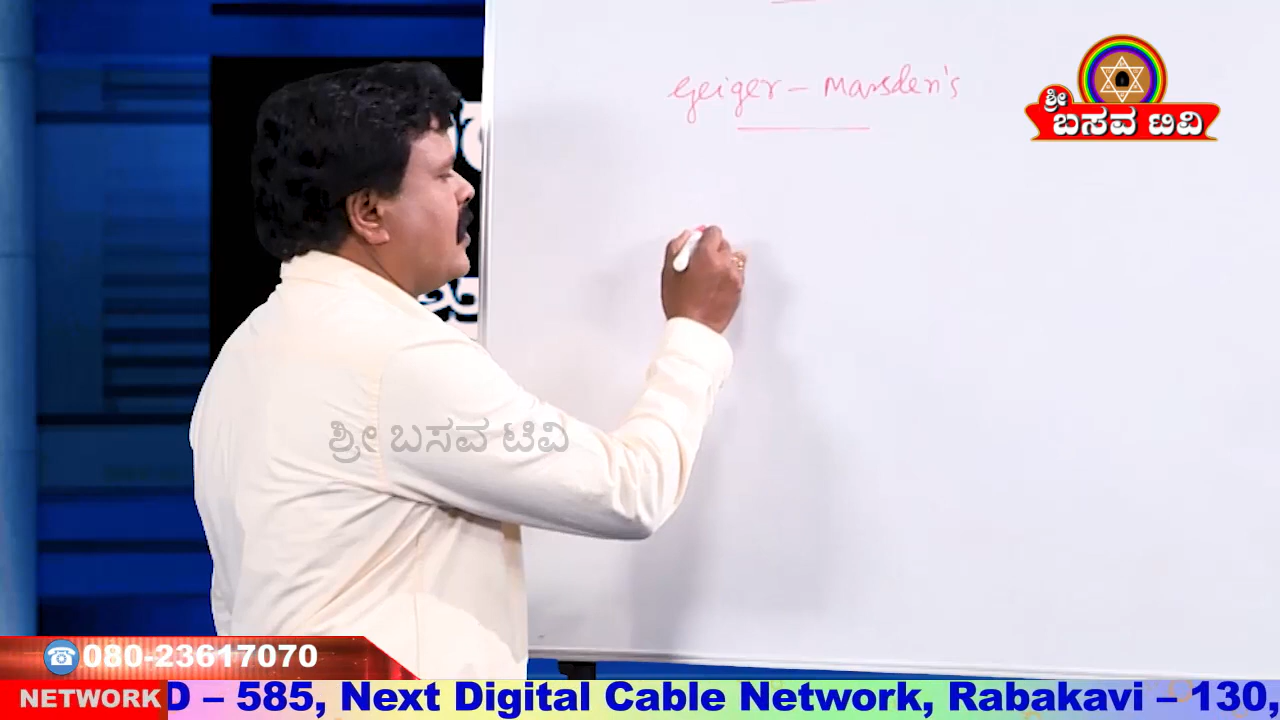 Geiger – Marsden's
ಶ್ರೀ
ಬಸವ ಟಿವಿ
ಶ್ರೀ ಬಸವ ಟಿವಿ
080-23617070
NETWORK D – 585, Next Digital Cable Network, Rabakavi – 130,